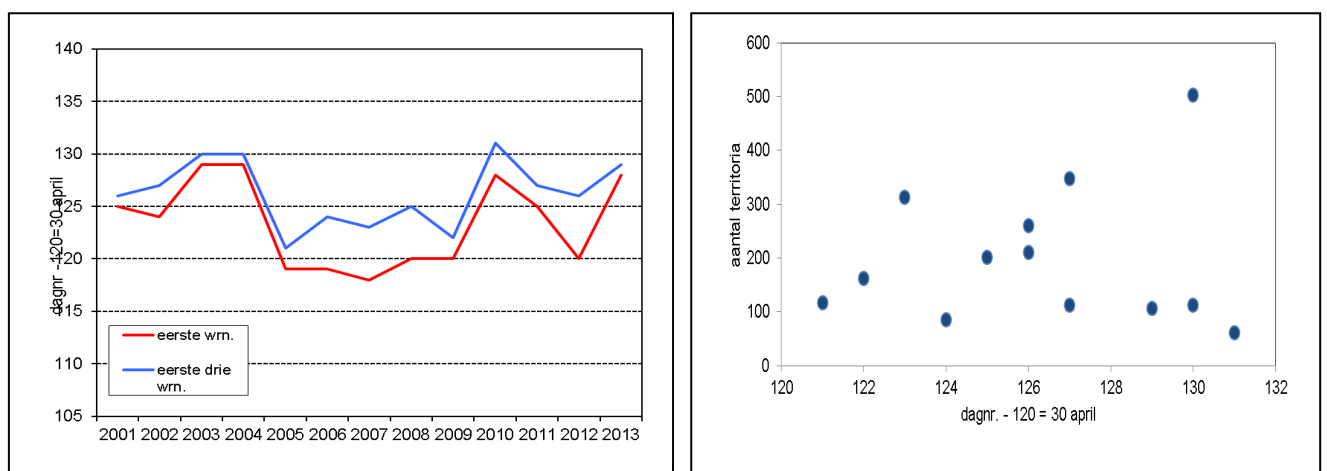 140
135
130
125
120
115
110
105
dagnr - 120=30 april
eerste wrn.
eerste drie
wrn.
2001 2002 2003 2004 2005 2006 2007 2008 2009 2010 2011 2012 2013
600
500
400
300
200
100
0
aantal territoria
120 122 124 126 128 130 132
dagnr. - 120 = 30 april